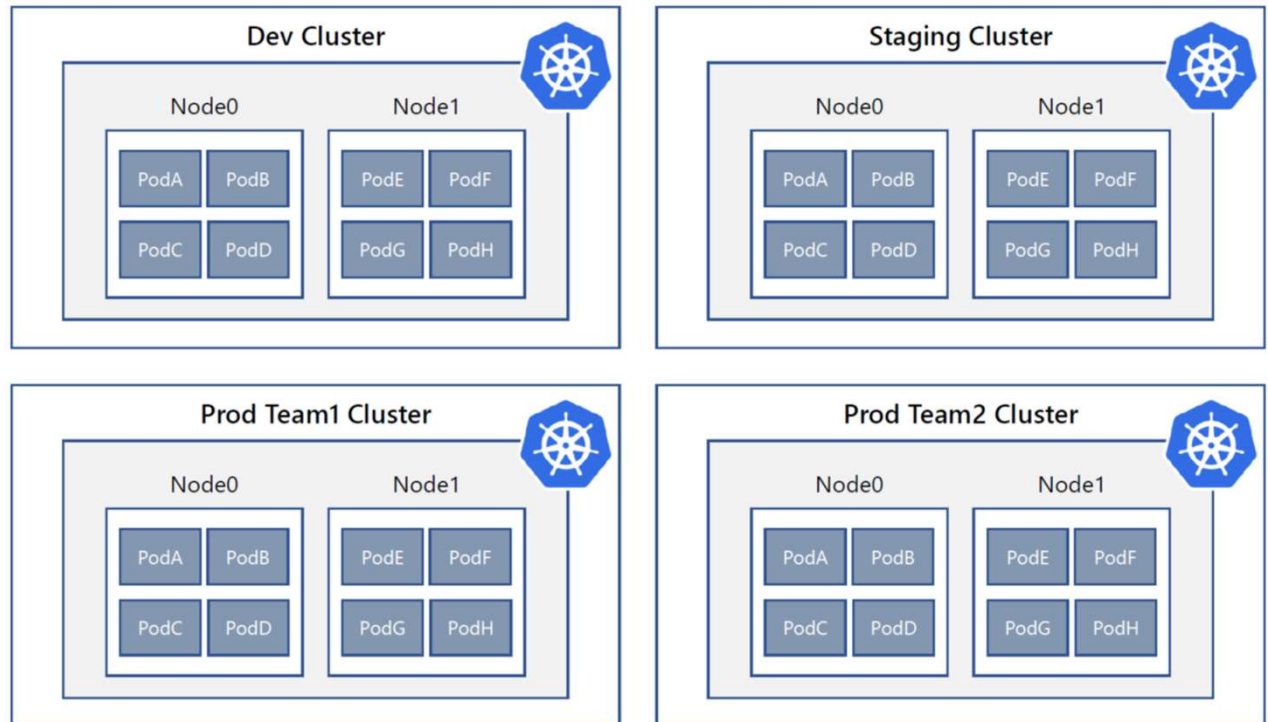 Dev Cluster
Node0
Node1
PodA PodB
PodC PodD
PodE PodF
PodG PodH
Staging Cluster
Node0
Node1
PodA PodB
PodC PodD
PodE PodF
PodG PodH
Prod Team1 Cluster
Node0
Node1
PodA PodB
PodC PodD
PodE PodF
PodG PodH
Prod Team2 Cluster
Node0
Node1
PodA PodB
PodC PodD
PodE PodF
PodG PodH